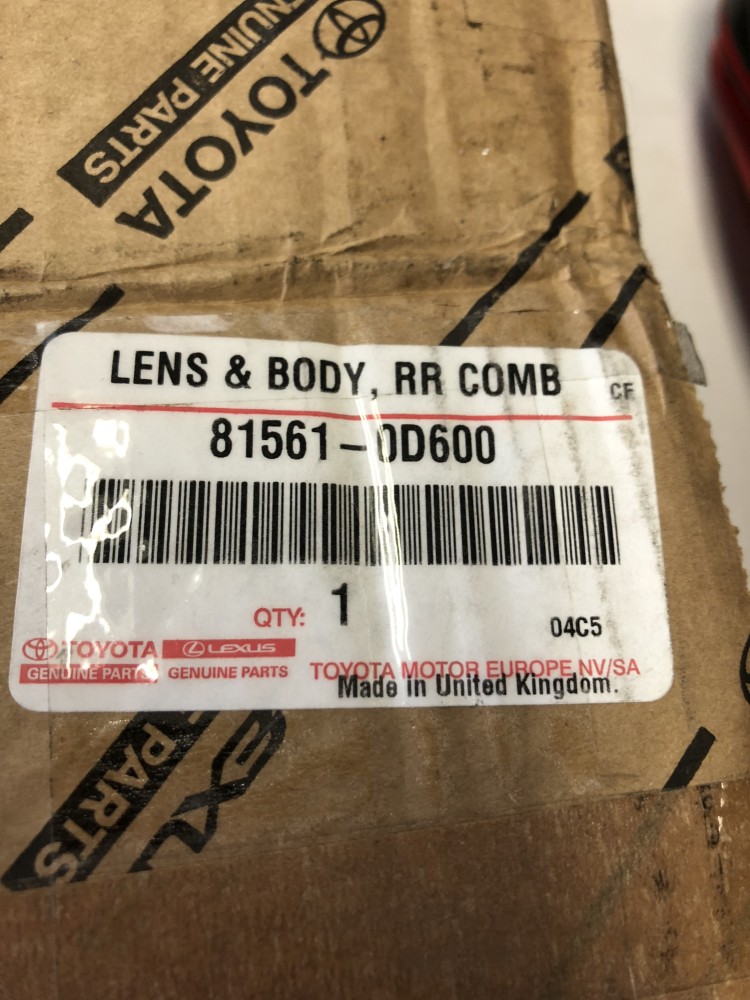 TOYOTA
GENUINE PARTS
LENS & BODY, RR COMB
CF
81561-0D600
QTY: 1
04C5
TOYOTA LEXUS
GENUINE PARTS GENUINE PARTS
TOYOTA MOTOR EUROPE NV/SA
Made in United Kingdom.
PARTS